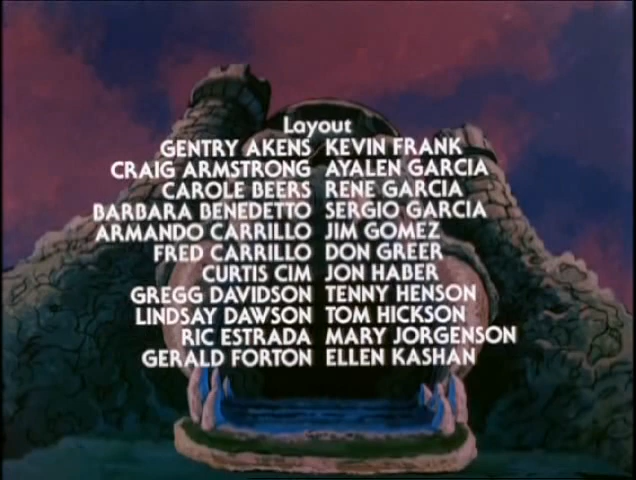 Layout
GENTRY AKENS KEVIN FRANK
CRAIG ARMSTRONG AYALEN GARCIA
CAROLE BEERS RENE GARCIA
BARBARA BENEDETTO SERGIO GARCIA
ARMANDO CARRILLO JIM GOMEZ
FRED CARRILLO DON GREER
CURTIS CIM JON HABER
GREGG DAVIDSON TENNY HENSON
LINDSAY DAWSON TOM HICKSON
RIC ESTRADA MARY JORGENSON
GERALD FORTON ELLEN KASHAN